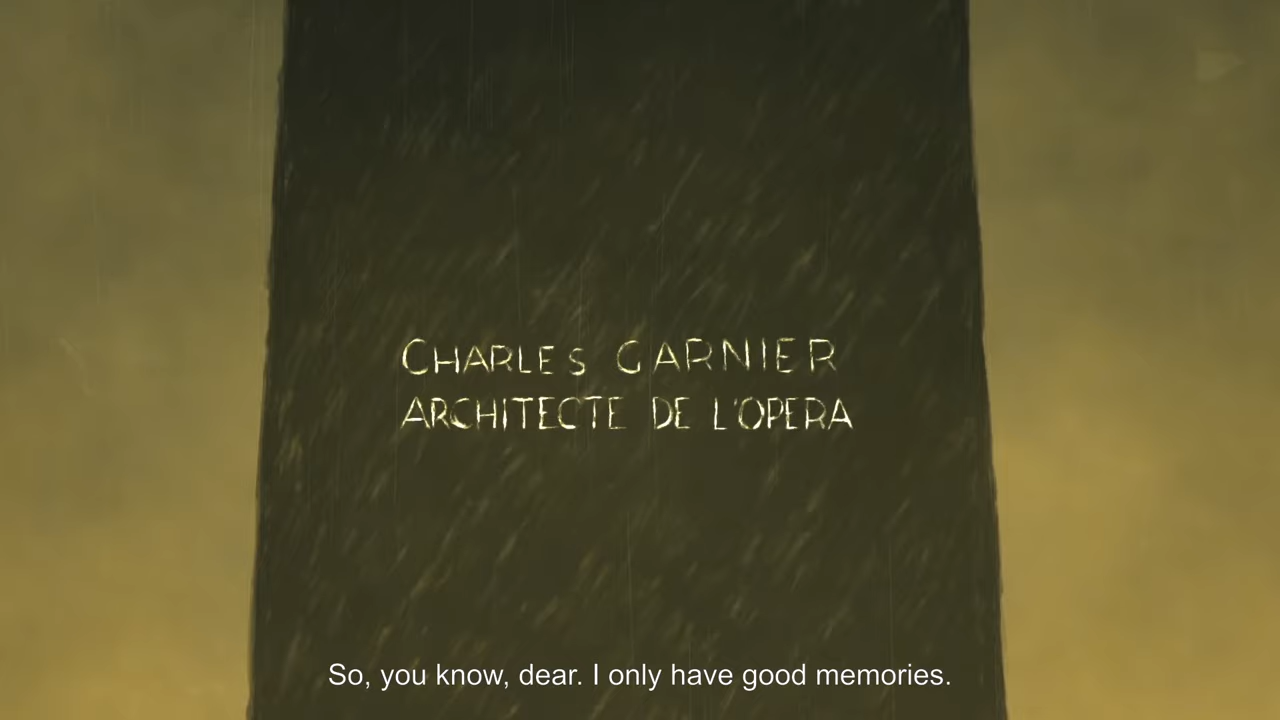 CHARLES GARNIER
ARCHITECTE DE L'OPERA
So, you know, dear. I only have good memories.